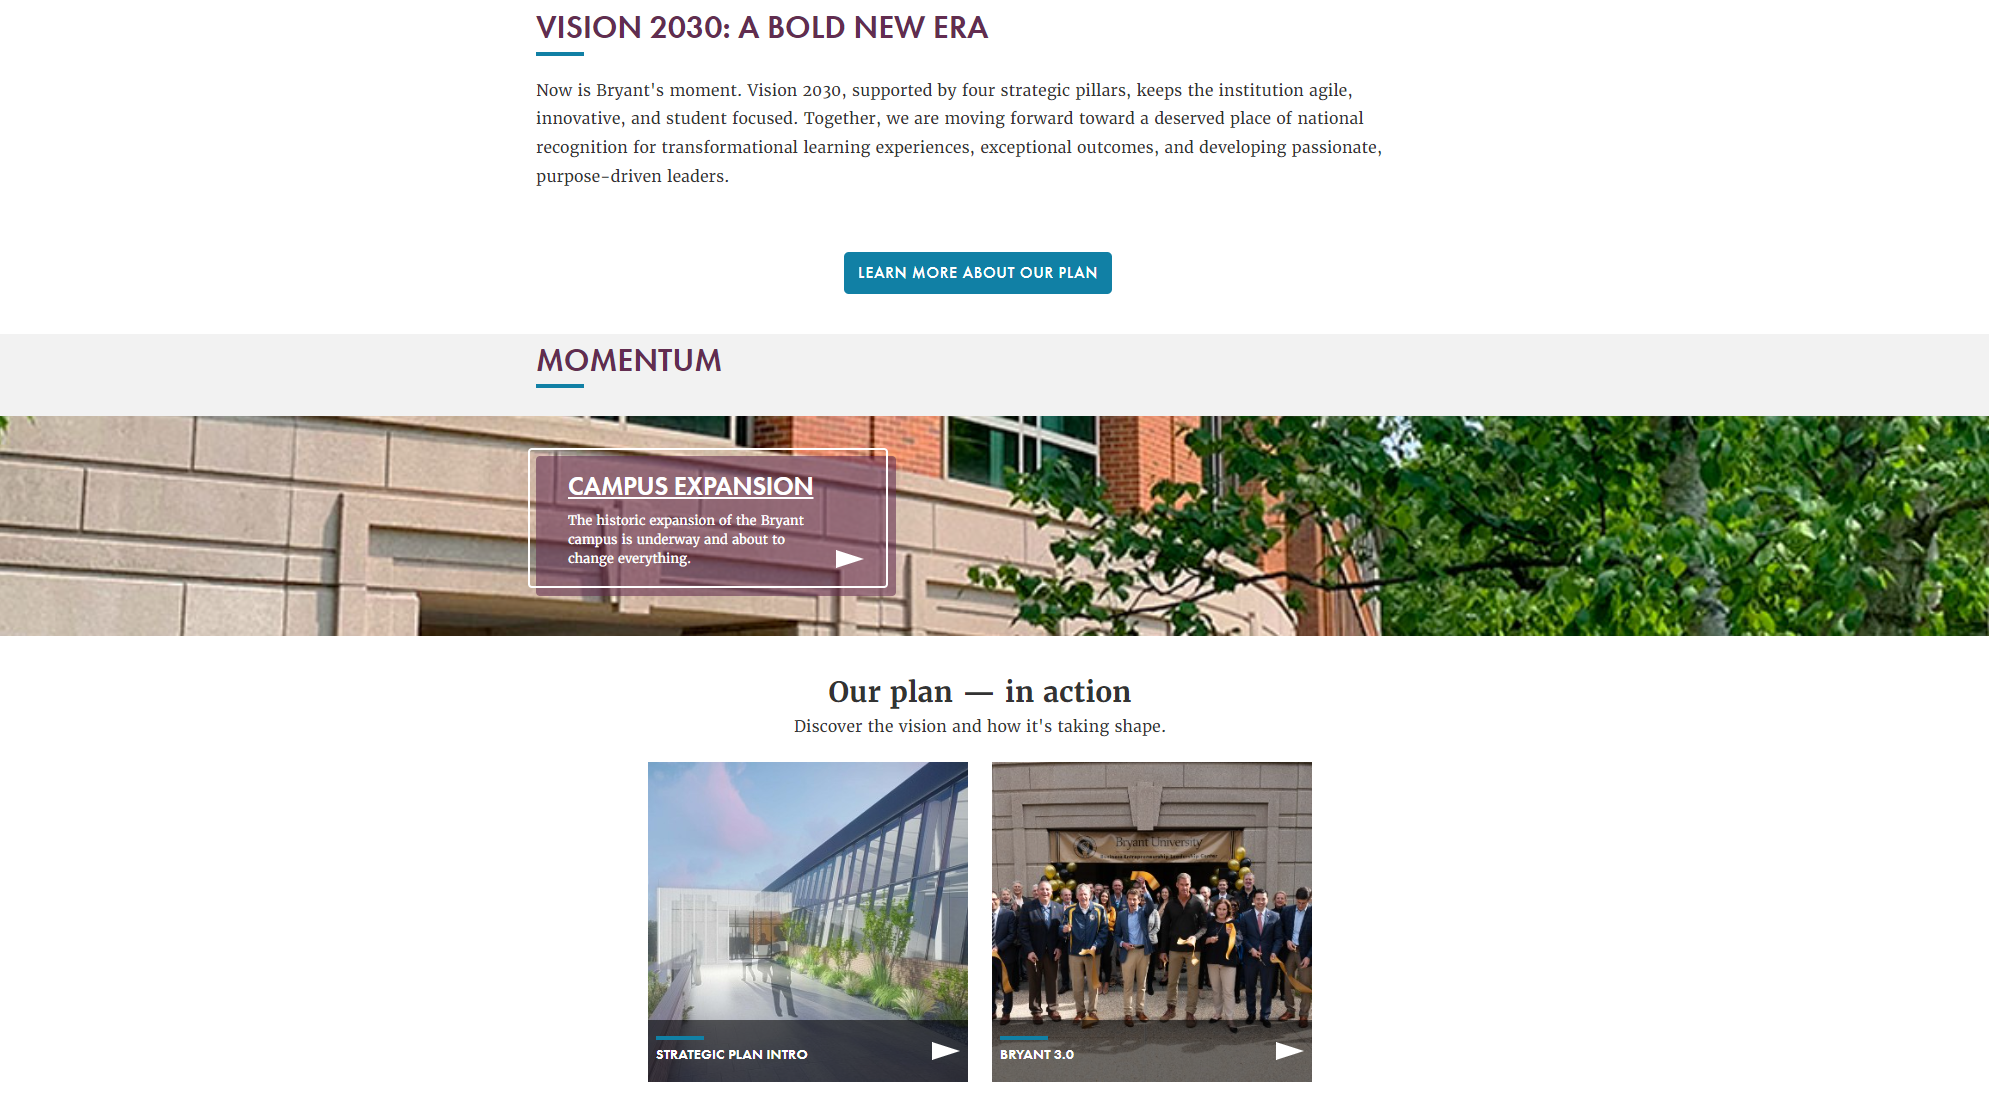 VISION 2030: A BOLD NEW ERA
Now is Bryant's moment. Vision 2030, supported by four strategic pillars, keeps the institution agile,
innovative, and student focused. Together, we are moving forward toward a deserved place of national
recognition for transformational learning experiences, exceptional outcomes, and developing passionate,
purpose-driven leaders.
LEARN MORE ABOUT OUR PLAN
MOMENTUM
CAMPUS EXPANSION
The historic expansion of the Bryant
campus is underway and about to
change everything.
Our plan — in action
Discover the vision and how it's taking shape.
Bryant University
Business Entrepreneurship Leadership Center
STRATEGIC PLAN INTRO
BRYANT 3.0